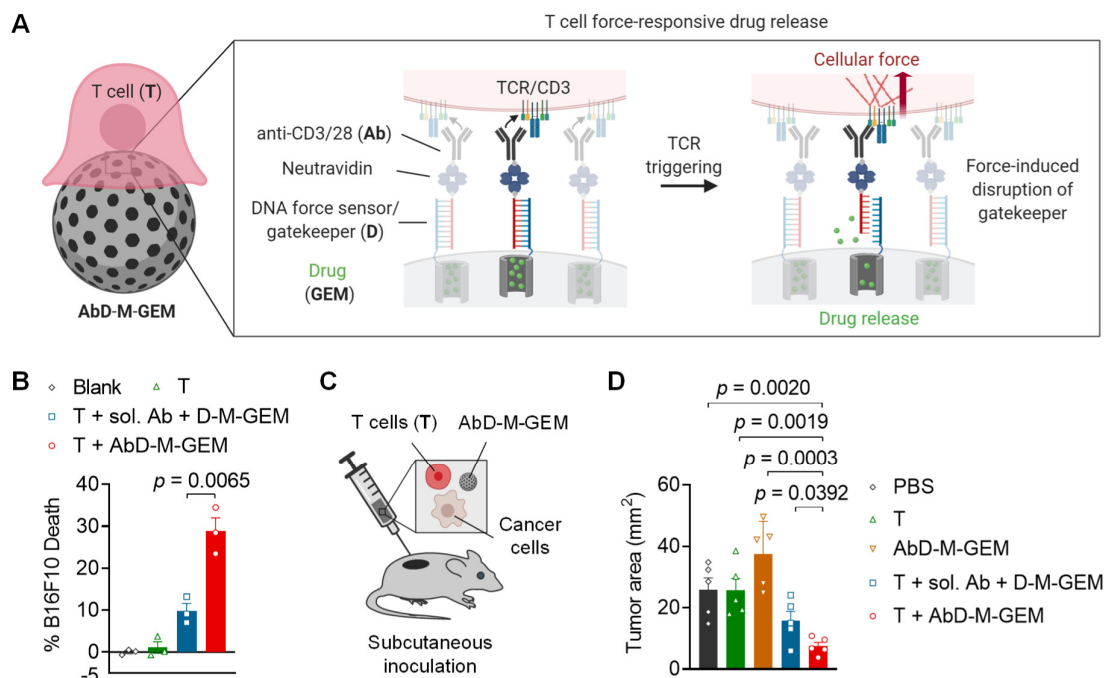 A
T cell force-responsive drug release
T cell (T)
AbD-M-GEM
anti-CD3/28 (Ab)
Neutravidin
DNA force sensor/
gatekeeper (D)
Drug
(GEM)
TCR/CD3
TCR
triggering
Cellular force
Force-induced
disruption of
gatekeeper
Drug release
B
Blank
T
T + sol. Ab + D-M-GEM
T + AbD-M-GEM
p = 0.0065
% B16F10 Death
40
30
20
10
0
-5
C
T cells (T)
AbD-M-GEM
Cancer
cells
Subcutaneous
inoculation
D
p = 0.0020
p = 0.0019
p = 0.0003
p = 0.0392
Tumor area (mm²)
60
40
20
0
PBS
T
AbD-M-GEM
T + sol. Ab + D-M-GEM
T + AbD-M-GEM